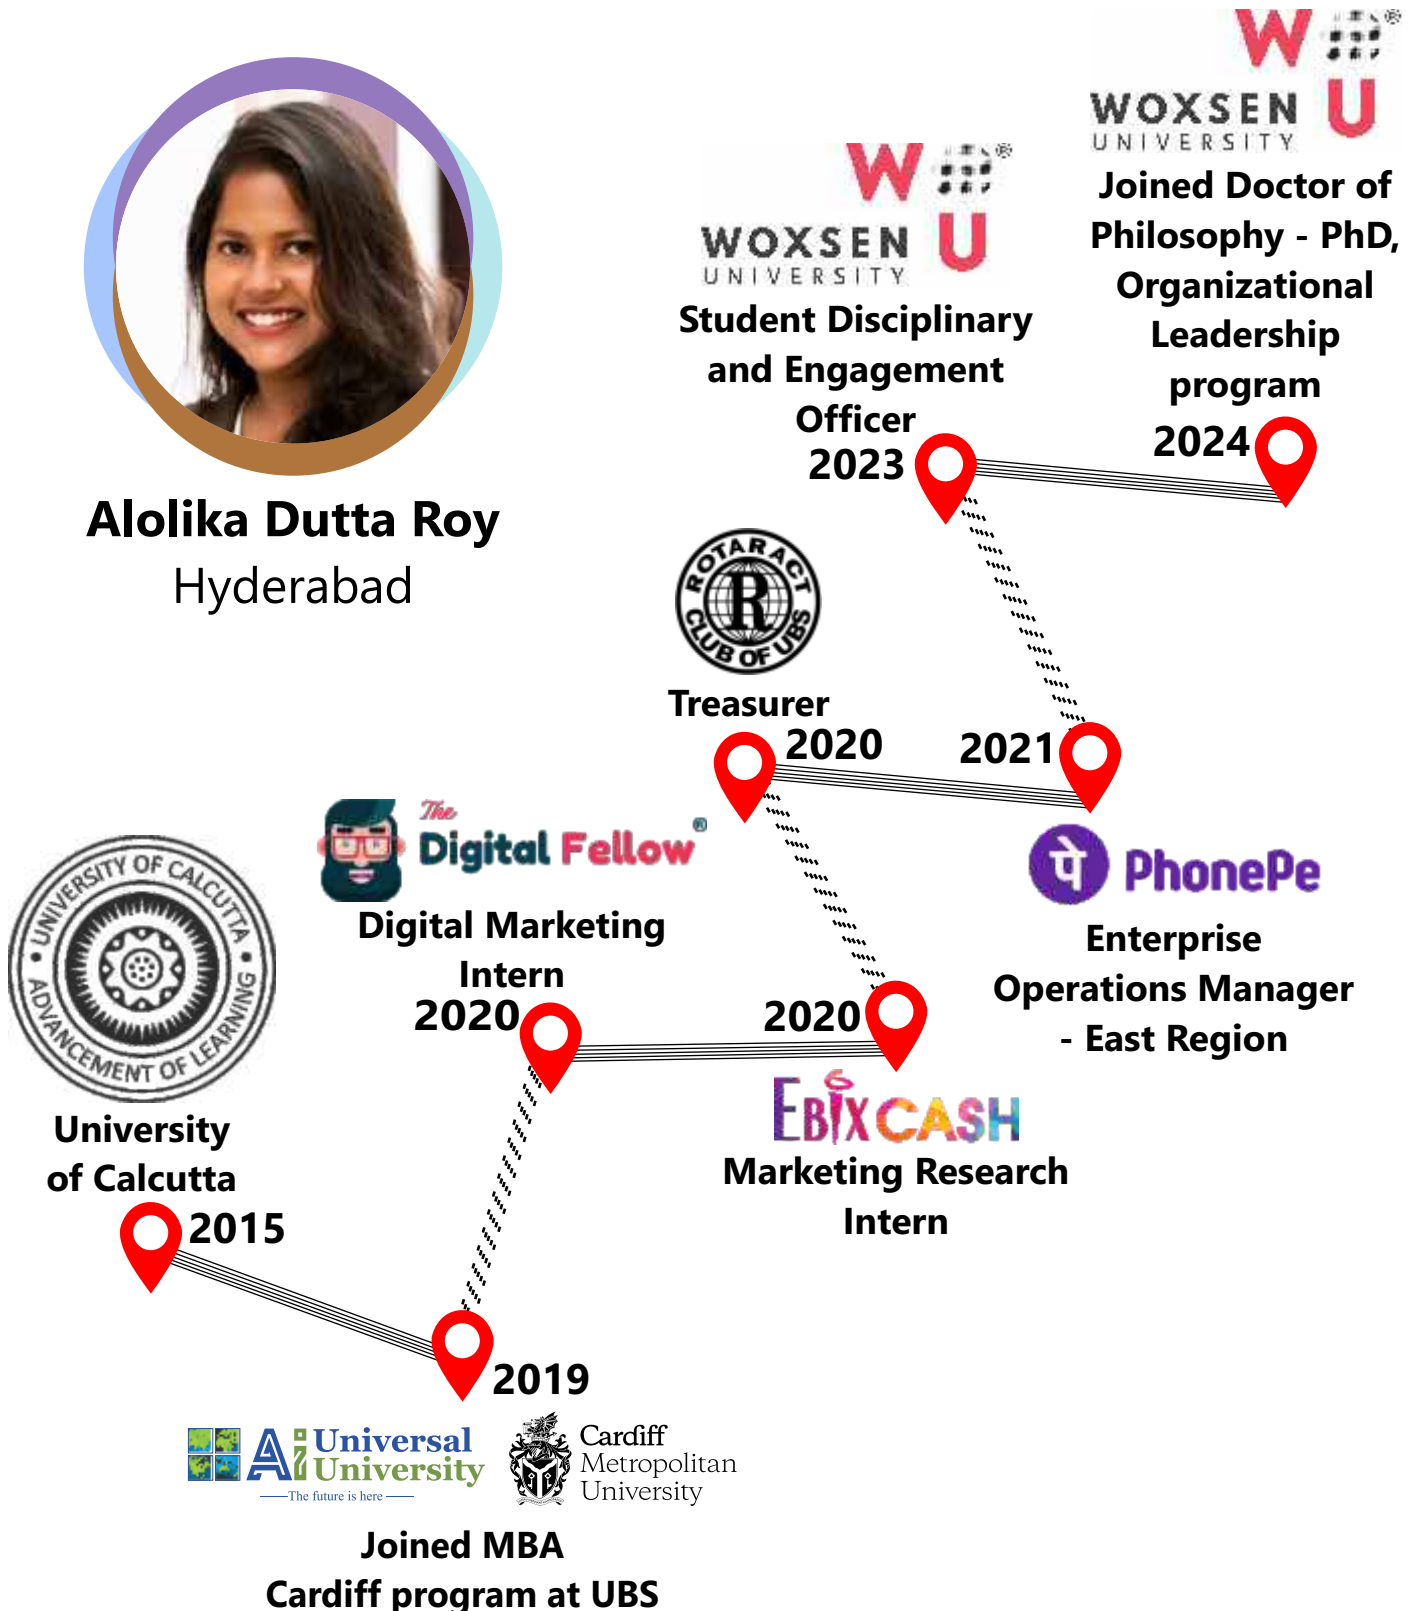 Alolika Dutta Roy
Hyderabad
UNIVERSITY OF CALCUTTA
ADVANCEMENT OF LEARNING
University
of Calcutta
2015
2019
Ai Universal
University
The future is here
Cardiff
Metropolitan
University
Joined MBA
Cardiff program at UBS
The
Digital Fellow®
Digital Marketing
Intern
2020
2020
EBIXCASH
Marketing Research
Intern
ROTARACT
R
CLUB OF UBS
Treasurer
2020
2021
पे PhonePe
Enterprise
Operations Manager
- East Region
W ®
WOXSEN U
UNIVERSITY
Student Disciplinary
and Engagement
Officer
2023
W ®
WOXSEN U
UNIVERSITY
Joined Doctor of
Philosophy - PhD,
Organizational
Leadership
program
2024